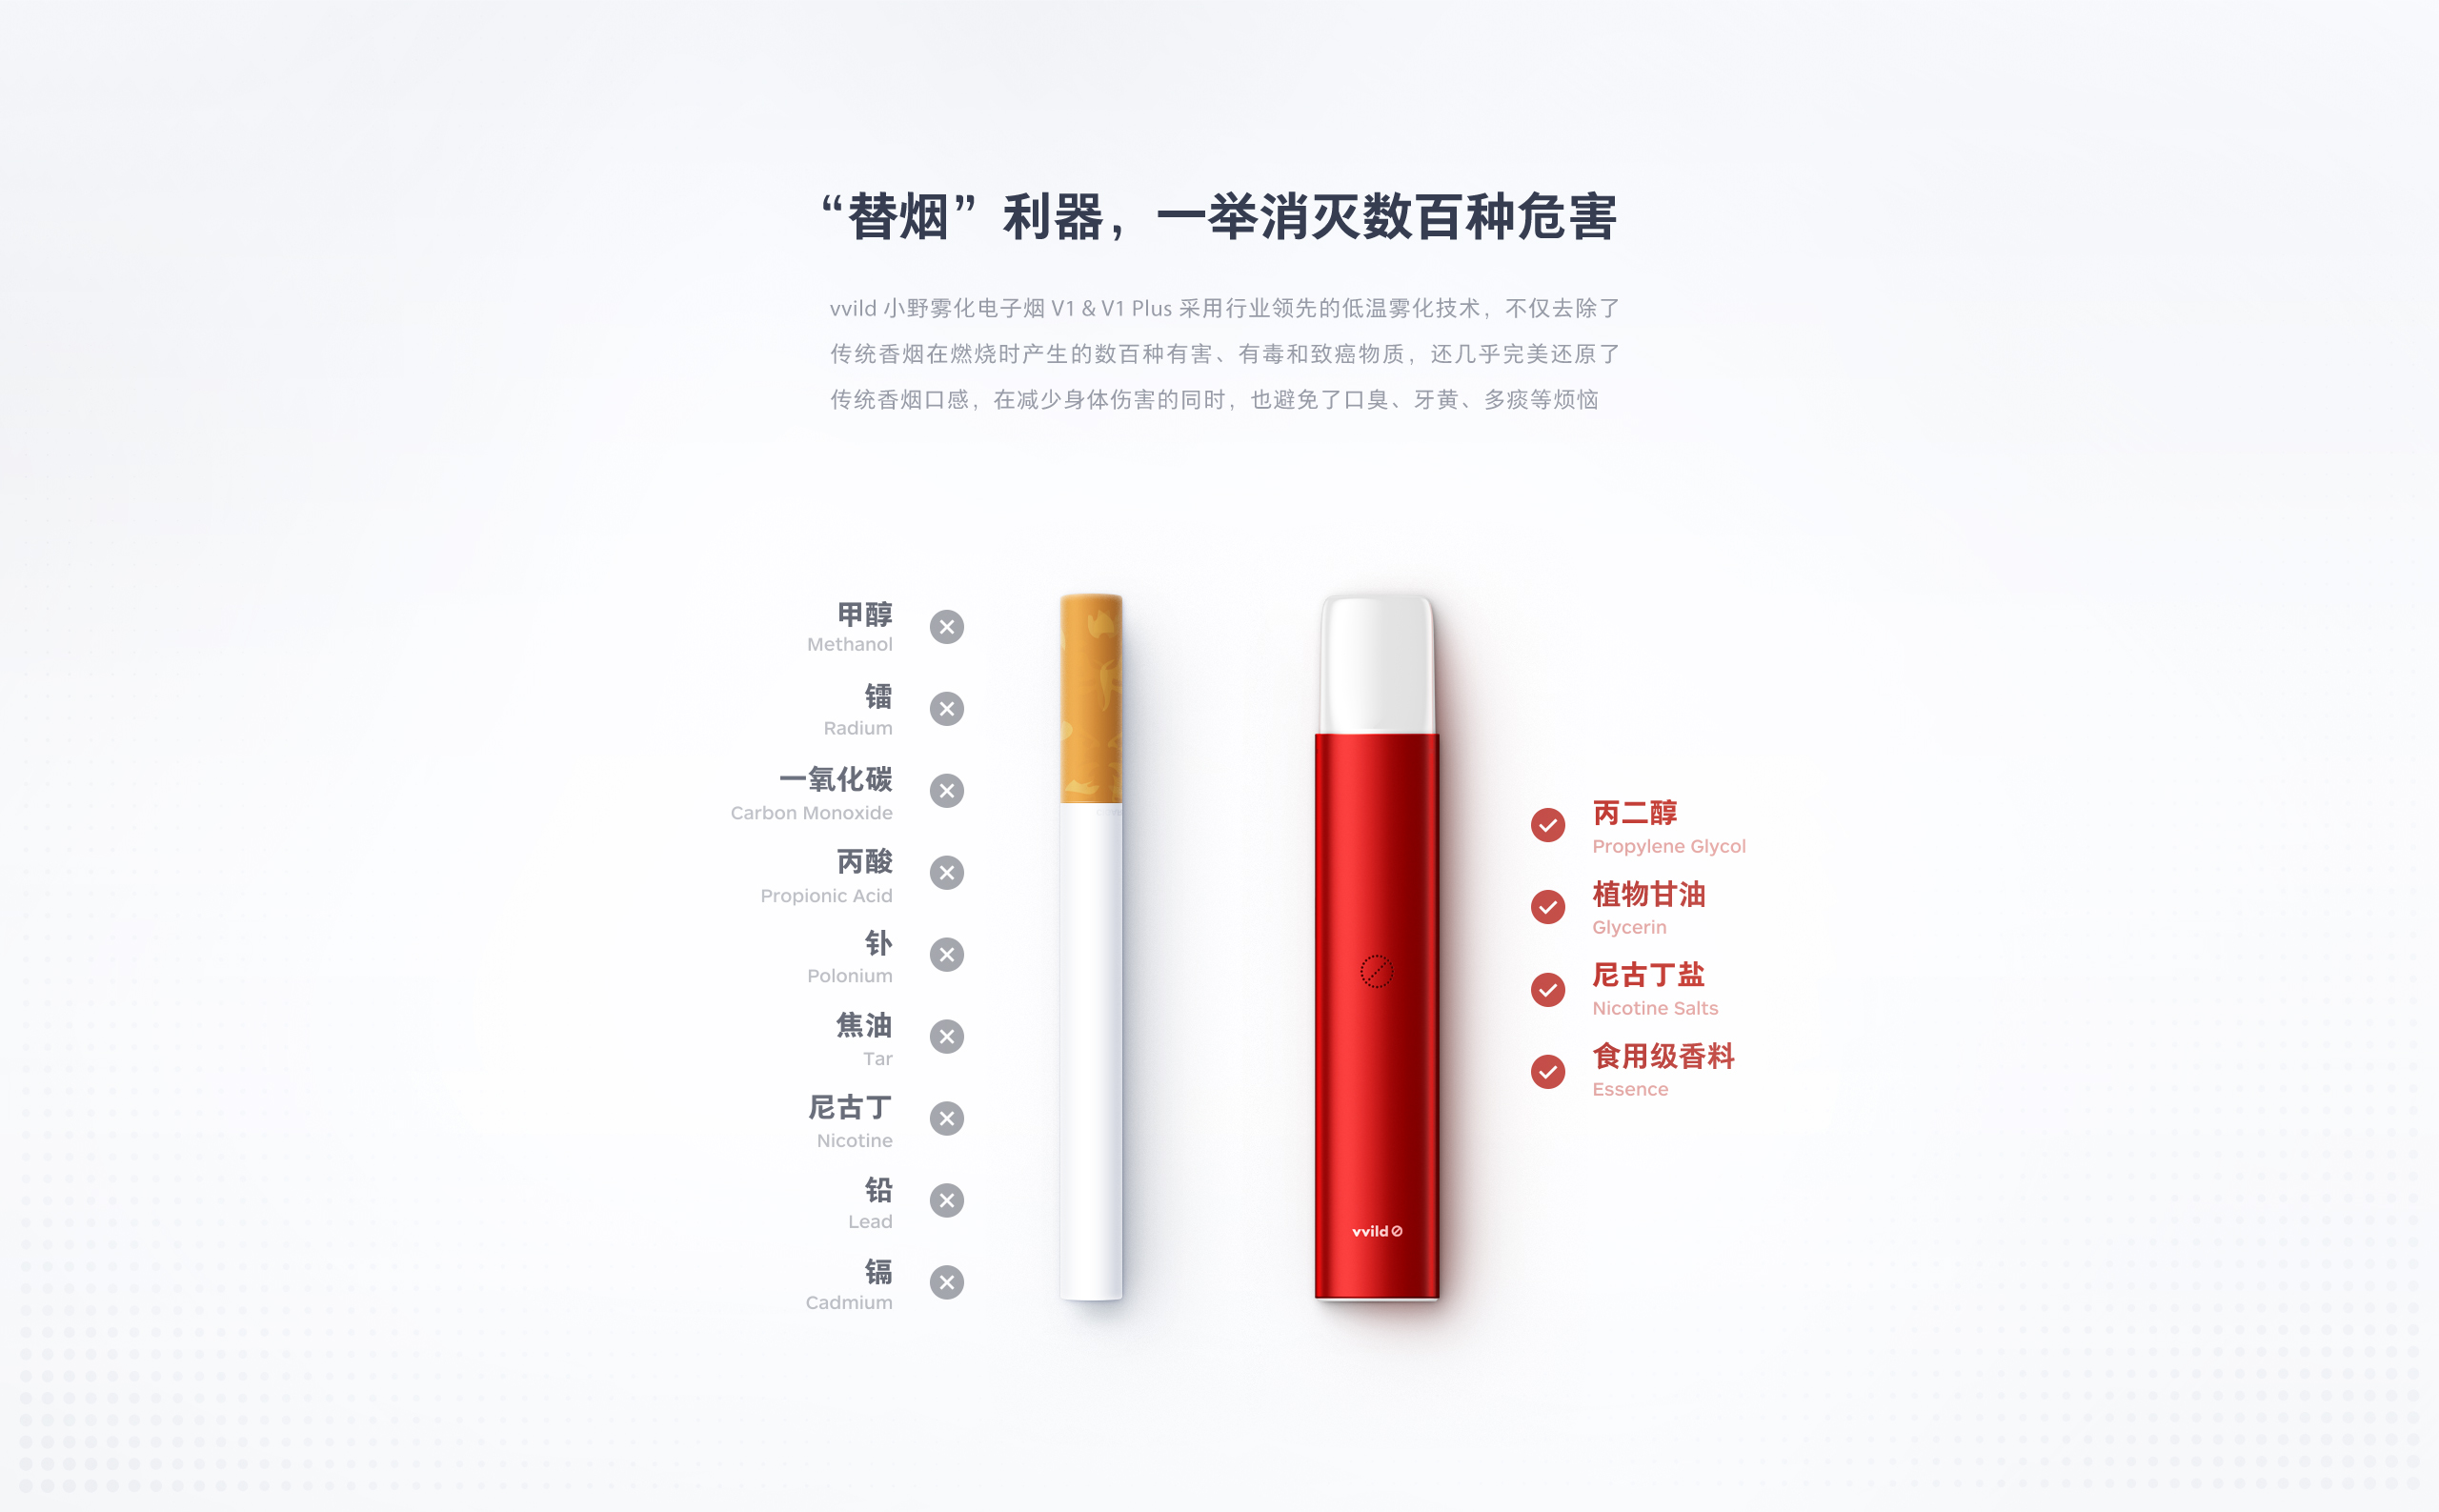 “替烟”利器，一举消灭数百种危害
vvild 小野雾化电子烟 V1 & V1 Plus 采用行业领先的低温雾化技术，不仅去除了
传统香烟在燃烧时产生的数百种有害、有毒和致癌物质，还几乎完美还原了
传统香烟口感，在减少身体伤害的同时，也避免了口臭、牙黄、多痰等烦恼
甲醇
Methanol
镭
Radium
一氧化碳
Carbon Monoxide
丙酸
Propionic Acid
钋
Polonium
焦油
Tar
尼古丁
Nicotine
铅
Lead
镉
Cadmium
vvild
丙二醇
Propylene Glycol
植物甘油
Glycerin
尼古丁盐
Nicotine Salts
食用级香料
Essence